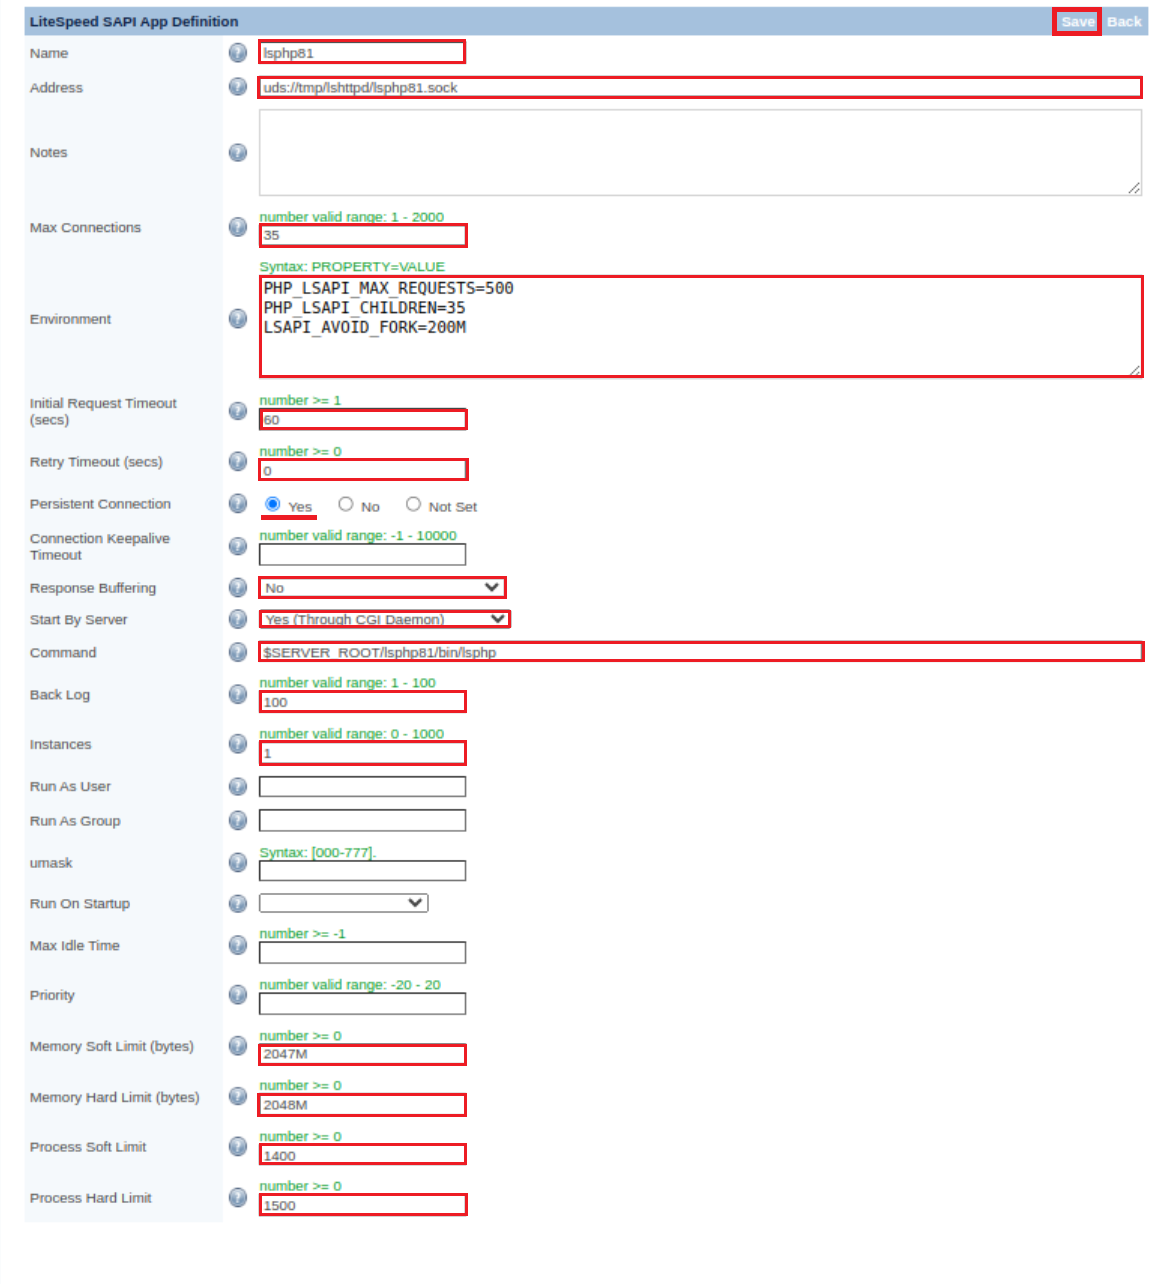 LiteSpeed SAPI App Definition Save Back
Name lsphp81
Address uds://tmp/lshttpd/lsphp81.sock
Notes
number valid range: 1 - 2000
Max Connections 35
Syntax: PROPERTY=VALUE
PHP_LSAPI_MAX_REQUESTS=500
PHP_LSAPI_CHILDREN=35
Environment
LSAPI_AVOID_FORK=200M
Initial Request Timeout (secs)
number >= 1
60
Retry Timeout (secs)
number >= 0
0
Persistent Connection Yes No Not Set
Connection Keepalive Timeout
number valid range: -1 - 10000
Response Buffering No
Start By Server Yes (Through CGI Daemon)
Command $SERVER_ROOT/lsphp81/bin/lsphp
Back Log
number valid range: 1 - 100
100
Instances
number valid range: 0 - 1000
1
Run As User
Run As Group
umask
Syntax: [000-777].
Run On Startup
Max Idle Time
number >= -1
Priority
number valid range: -20 - 20
Memory Soft Limit (bytes)
number >= 0
2047M
Memory Hard Limit (bytes)
number >= 0
2048M
Process Soft Limit
number >= 0
1400
Process Hard Limit
number >= 0
1500